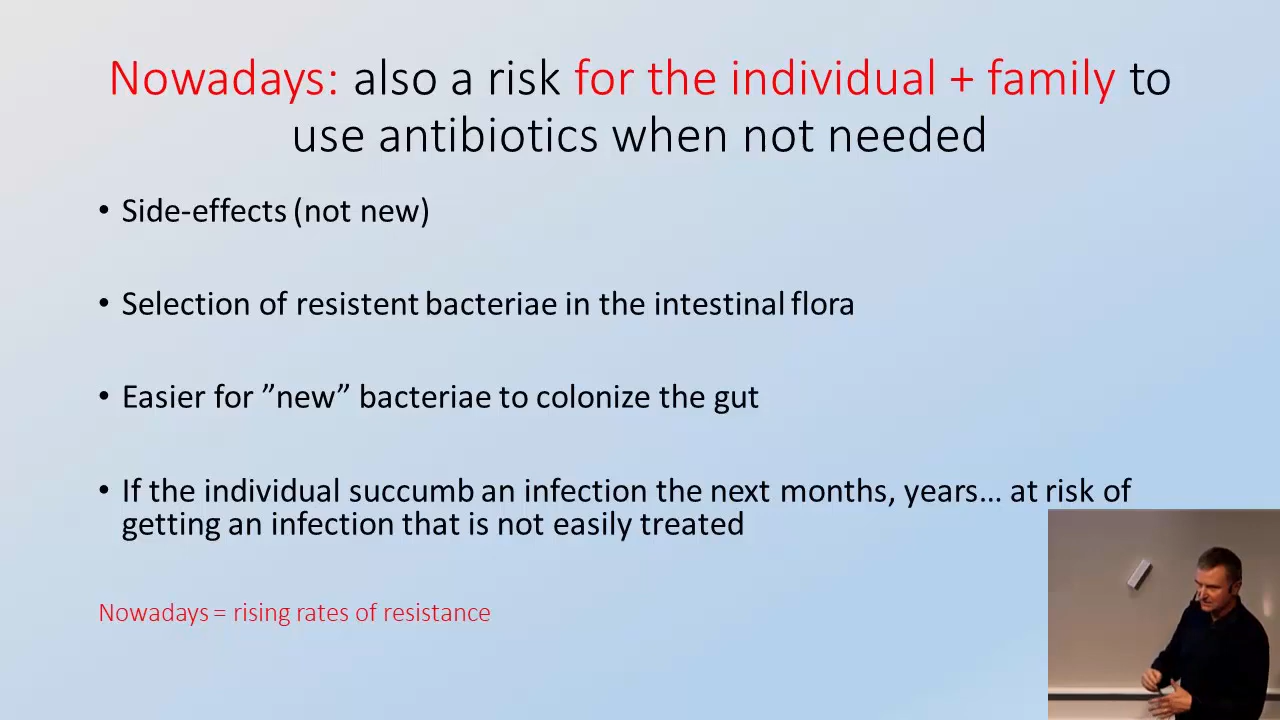 Nowadays: also a risk for the individual + family to
use antibiotics when not needed
• Side-effects (not new)
• Selection of resistent bacteriae in the intestinal flora
• Easier for ”new” bacteriae to colonize the gut
• If the individual succumb an infection the next months, years… at risk of
getting an infection that is not easily treated
Nowadays = rising rates of resistance